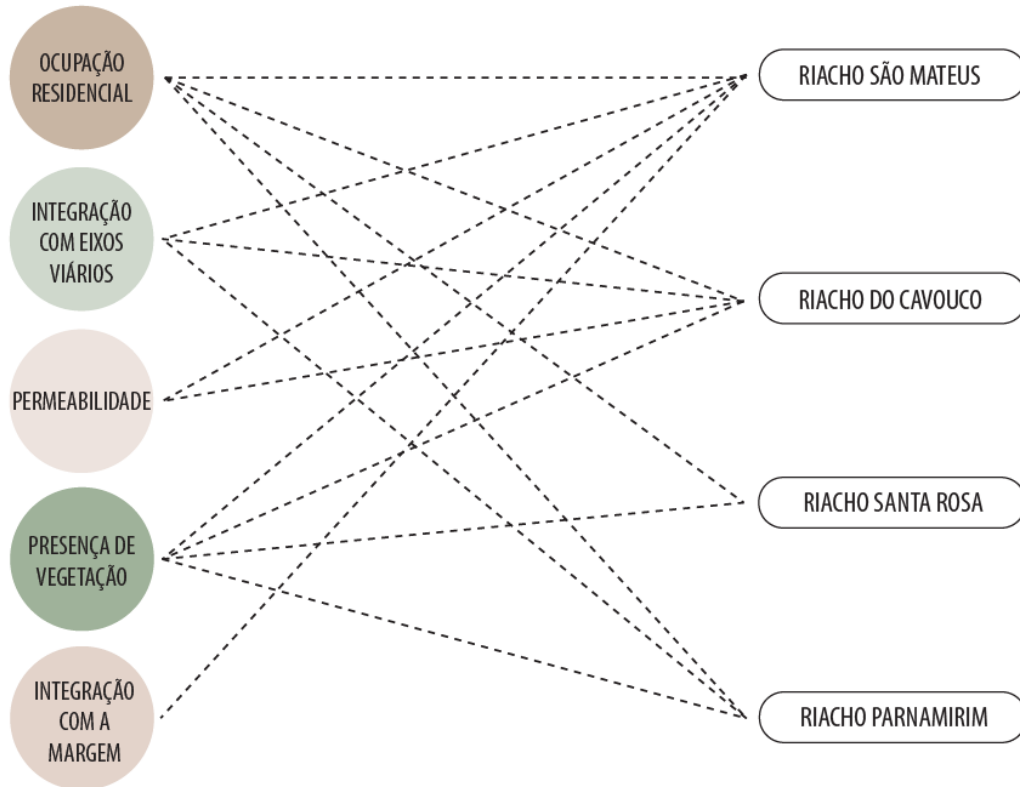 OCUPAÇÃO
RESIDENCIAL
RIACHO SÃO MATEUS
INTEGRAÇÃO
COM EIXOS
VIÁRIOS
RIACHO DO CAVOUCO
PERMEABILIDADE
RIACHO SANTA ROSA
PRESENÇA DE
VEGETAÇÃO
INTEGRAÇÃO
COM A
MARGEM
RIACHO PARNAMIRIM